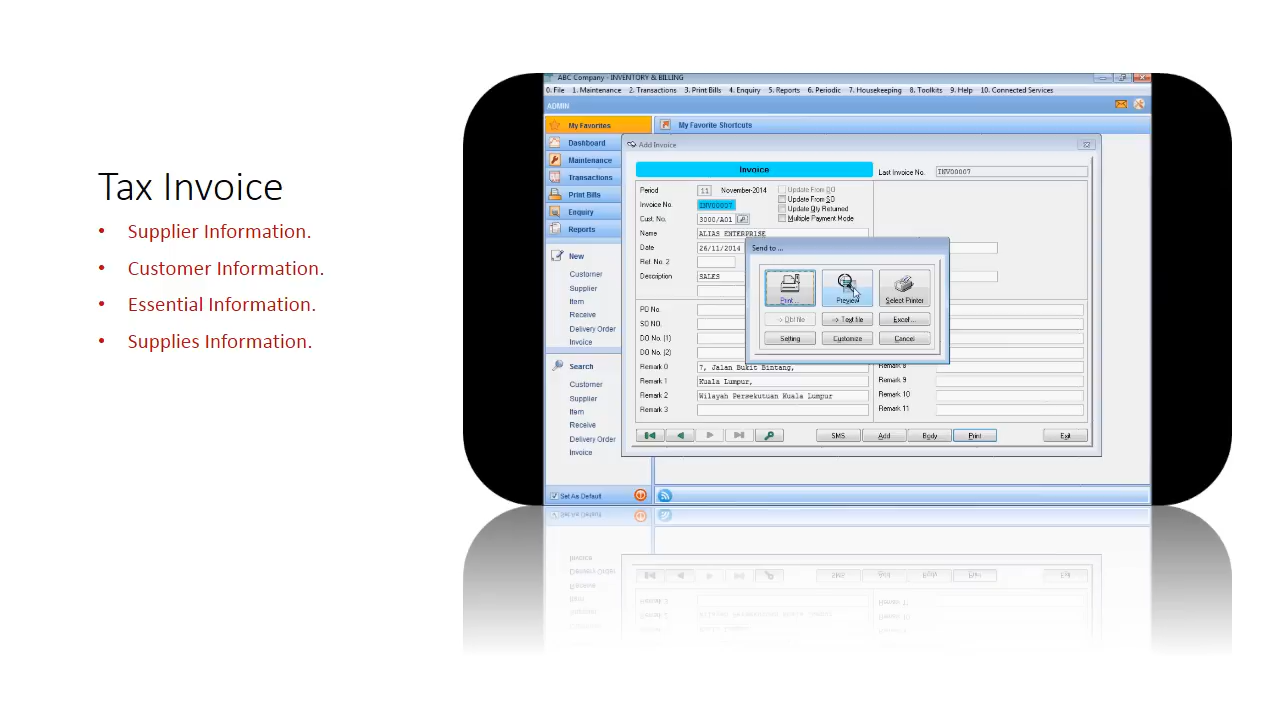 Tax Invoice
• Supplier Information.
• Customer Information.
• Essential Information.
• Supplies Information.
ABC Company - INVENTORY & BILLING
0. File 1. Maintenance 2. Transactions 3. Print Bills 4. Enquiry 5. Reports 6. Periodic 7. Housekeeping 8. Toolkits 9. Help 10. Connected Services
ADMIN
My Favorites
Dashboard
Maintenance
Transactions
Print Bills
Enquiry
Reports
New
Customer
Supplier
Item
Receive
Delivery Order
Invoice
Search
Customer
Supplier
Item
Receive
Delivery Order
Invoice
Set As Default
My Favorite Shortcuts
Add Invoice
Invoice
Last Invoice No. INV00007
Period 11 November-2014
Update From DO
Invoice No. INV00007
Update From SO
Update Qty Returned
Cust. No. 3000/A01
Multiple Payment Mode
Name ALIAS ENTERPRISE
Date 26/11/2014
Ref. No. 2
Description SALES
PO No.
SO NO.
DO No. (1)
DO No. (2)
Remark 0 7, Jalan Bukit Bintang,
Remark 1 Kuala Lumpur,
Remark 2 Wilayah Persekutuan Kuala Lumpur
Remark 3
Remark 8
Remark 9
Remark 10
Remark 11
Send to ...
Print ... Preview Select Printer
-> Dbf file -> Text file Excel...
Setting Customize Cancel
SMS Add Body Print Exit